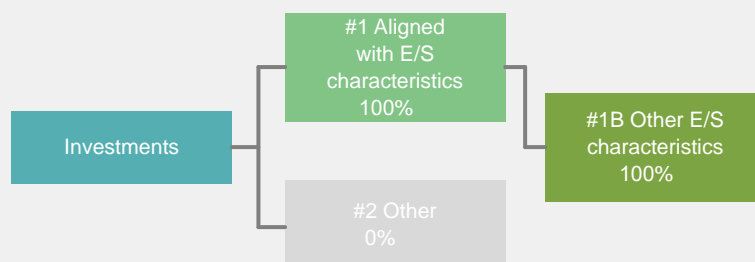 Investments
#1 Aligned
with E/S
characteristics
100%
#2 Other
0%
#1B Other E/S
characteristics
100%